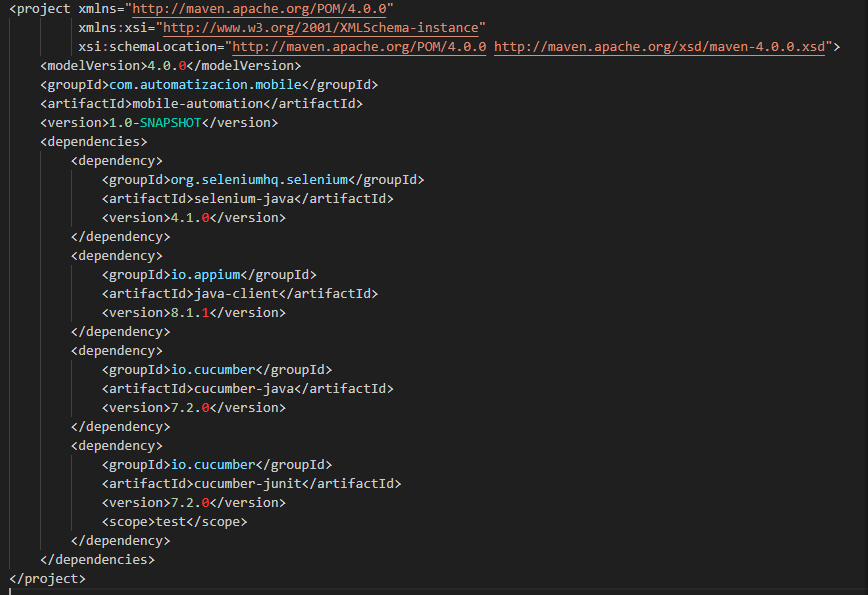 <project xmlns="http://maven.apache.org/POM/4.0.0"
xmlns:xsi="http://www.w3.org/2001/XMLSchema-instance"
xsi:schemaLocation="http://maven.apache.org/POM/4.0.0 http://maven.apache.org/xsd/maven-4.0.0.xsd">
<modelVersion>4.0.0</modelVersion>
<groupId>com.automatizacion.mobile</groupId>
<artifactId>mobile-automation</artifactId>
<version>1.0-SNAPSHOT</version>
<dependencies>
<dependency>
<groupId>org.seleniumhq.selenium</groupId>
<artifactId>selenium-java</artifactId>
<version>4.1.0</version>
</dependency>
<dependency>
<groupId>io.appium</groupId>
<artifactId>java-client</artifactId>
<version>8.1.1</version>
</dependency>
<dependency>
<groupId>io.cucumber</groupId>
<artifactId>cucumber-java</artifactId>
<version>7.2.0</version>
</dependency>
<dependency>
<groupId>io.cucumber</groupId>
<artifactId>cucumber-junit</artifactId>
<version>7.2.0</version>
<scope>test</scope>
</dependency>
</dependencies>
</project>